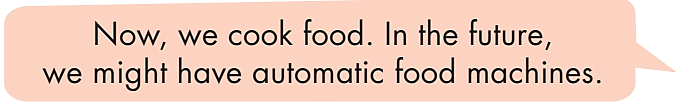 Now, we cook food. In the future,
we might have automatic food machines.